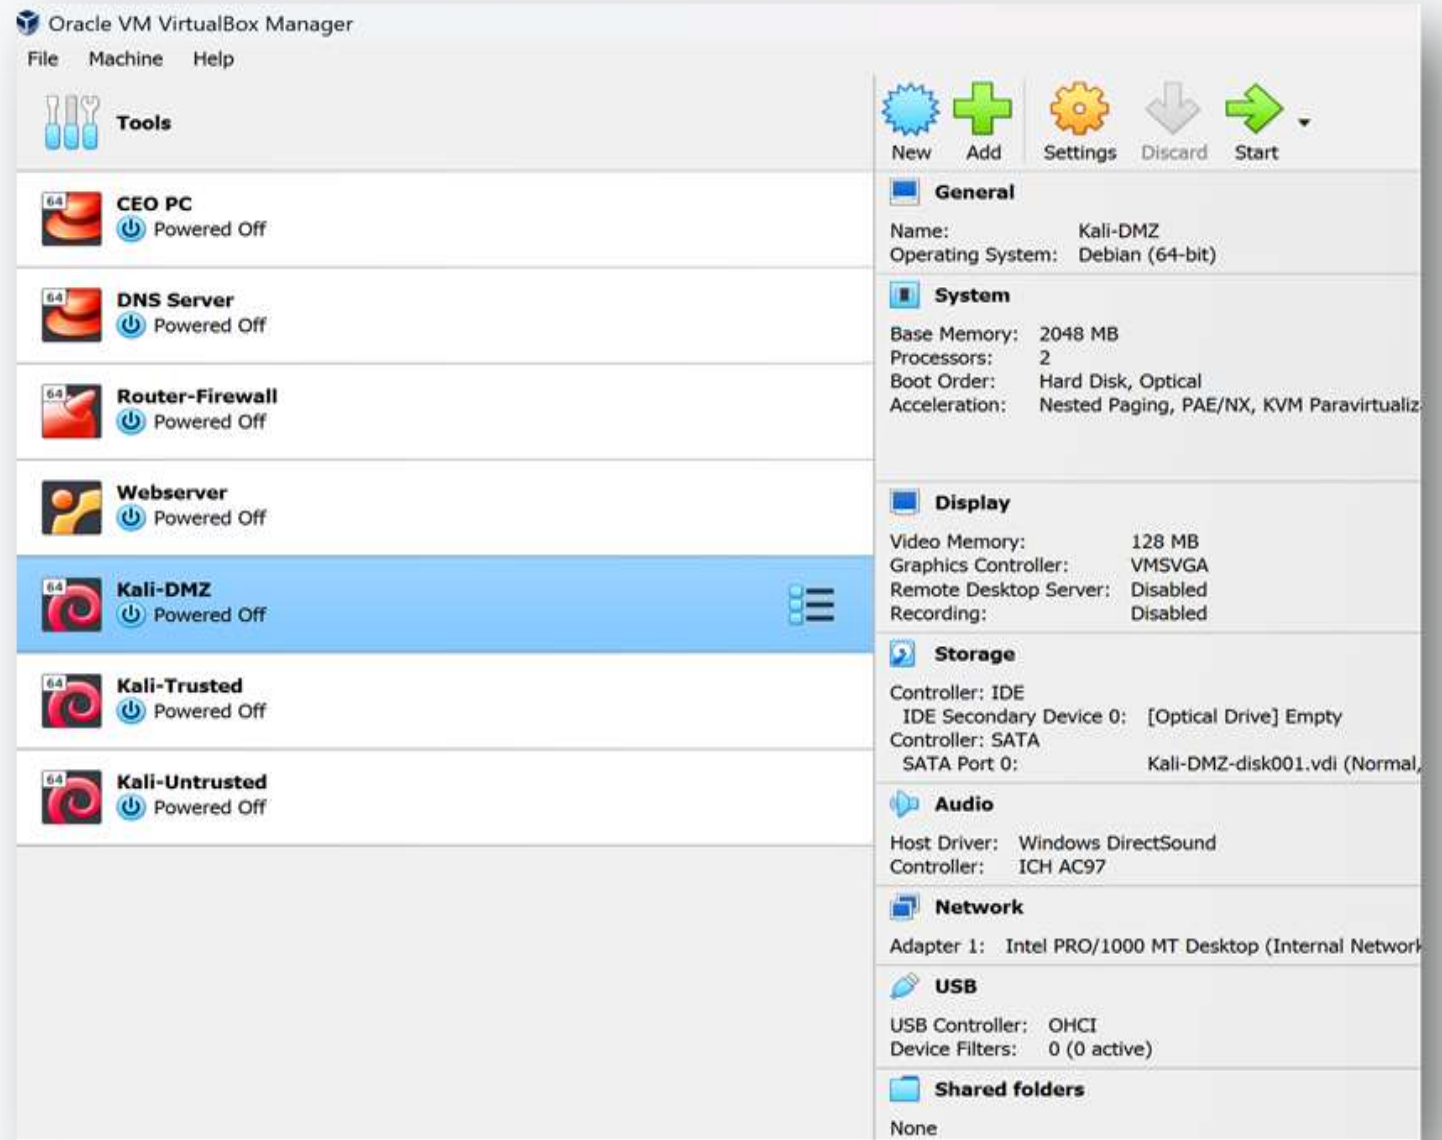 Oracle VM VirtualBox Manager
File Machine Help
Tools
New Add Settings Discard Start
64
CEO PC
Powered Off
64
DNS Server
Powered Off
64
Router-Firewall
Powered Off
Webserver
Powered Off
64
Kali-DMZ
Powered Off
64
Kali-Trusted
Powered Off
64
Kali-Untrusted
Powered Off
General
Name: Kali-DMZ
Operating System: Debian (64-bit)
System
Base Memory: 2048 MB
Processors: 2
Boot Order: Hard Disk, Optical
Acceleration: Nested Paging, PAE/NX, KVM Paravirtualiz
Display
Video Memory: 128 MB
Graphics Controller: VMSVGA
Remote Desktop Server: Disabled
Recording: Disabled
Storage
Controller: IDE
IDE Secondary Device 0: [Optical Drive] Empty
Controller: SATA
SATA Port 0: Kali-DMZ-disk001.vdi (Normal,
Audio
Host Driver: Windows DirectSound
Controller: ICH AC97
Network
Adapter 1: Intel PRO/1000 MT Desktop (Internal Network
USB
USB Controller: OHCI
Device Filters: 0 (0 active)
Shared folders
None